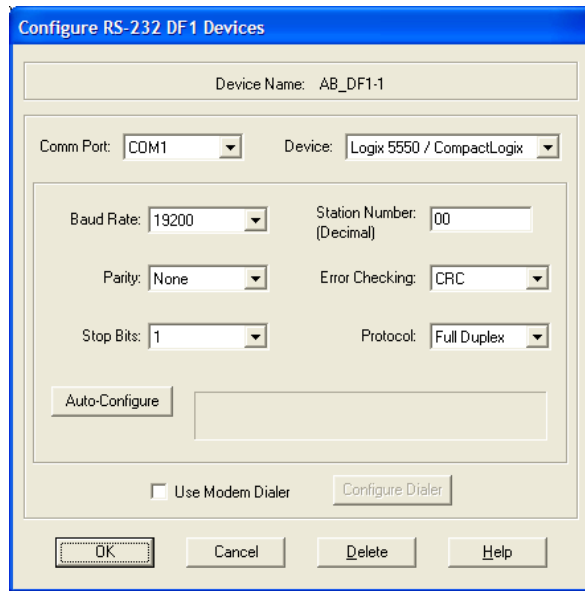 Configure RS-232 DF1 Devices
Device Name: AB_DF1-1
Comm Port: COM1 Device: Logix 5550 / CompactLogix
Baud Rate: 19200 Station Number: 00
(Decimal)
Parity: None Error Checking: CRC
Stop Bits: 1 Protocol: Full Duplex
Auto-Configure
Use Modem Dialer Configure Dialer
OK Cancel Delete Help